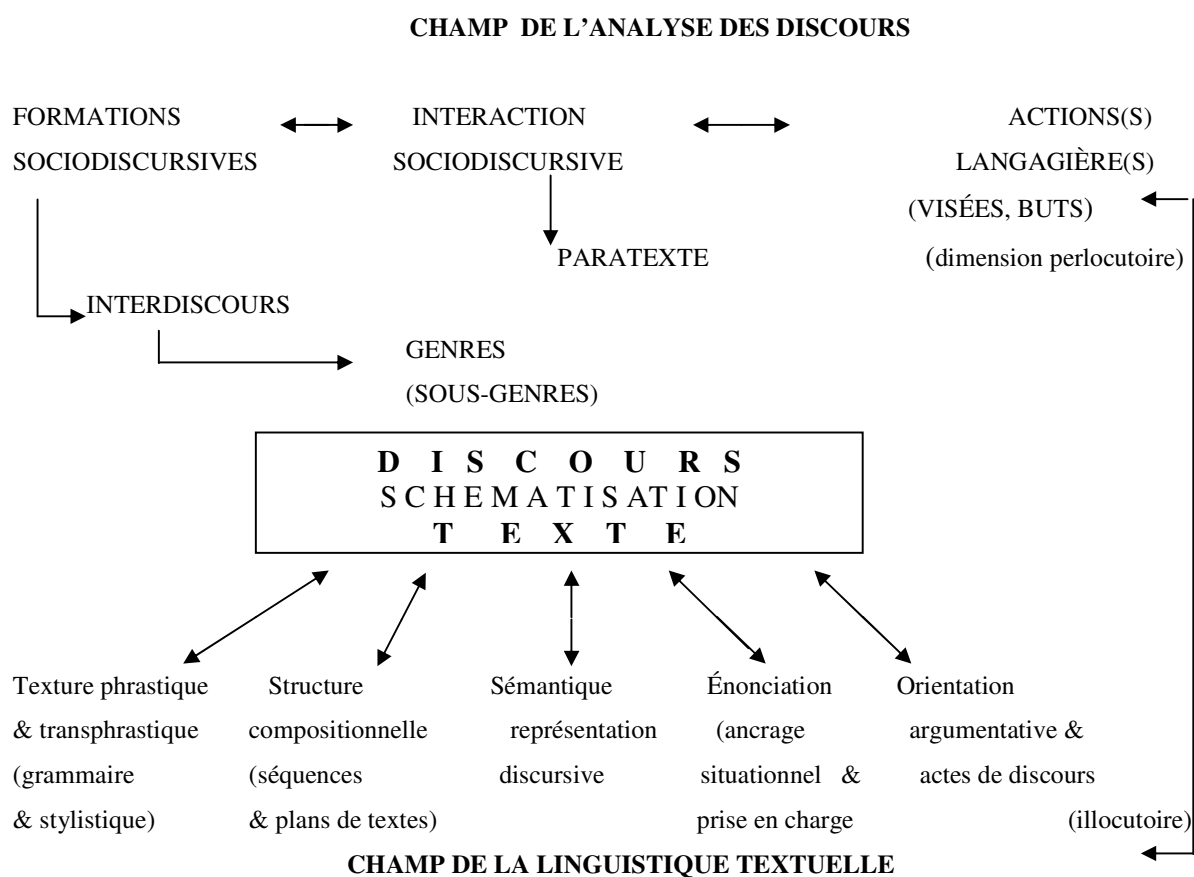 CHAMP DE L’ANALYSE DES DISCOURS
FORMATIONS INTERACTION ACTIONS(S)
SOCIODISCURSIVES SOCIODISCURSIVE LANGAGIÈRE(S)
(VISÉES, BUTS)
PARATEXTE (dimension perlocutoire)
INTERDISCOURS
GENRES
(SOUS-GENRES)
D I S C O U R S
S C H E M A T I S A T I O N
T E X T E
Texture phrastique Structure Sémantique Énonciation Orientation
& transphrastique compositionnelle représentation (ancrage argumentative &
(grammaire (séquences discursive situationnel & actes de discours
& stylistique) & plans de textes) prise en charge (illocutoire)
CHAMP DE LA LINGUISTIQUE TEXTUELLE